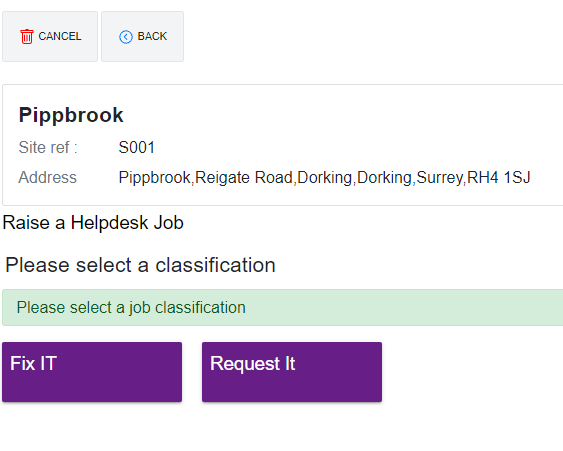 CANCEL BACK
Pippbrook
Site ref : S001
Address Pippbrook,Reigate Road,Dorking,Dorking,Surrey,RH4 1SJ
Raise a Helpdesk Job
Please select a classification
Please select a job classification
Fix IT Request It